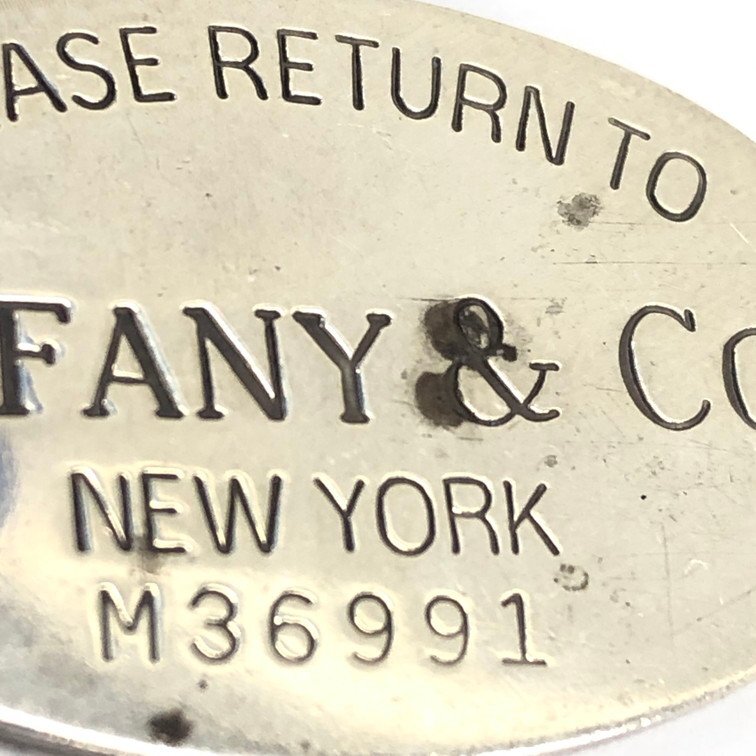 ASE RETURN TO
FANY & CO
NEW YORK
M36991